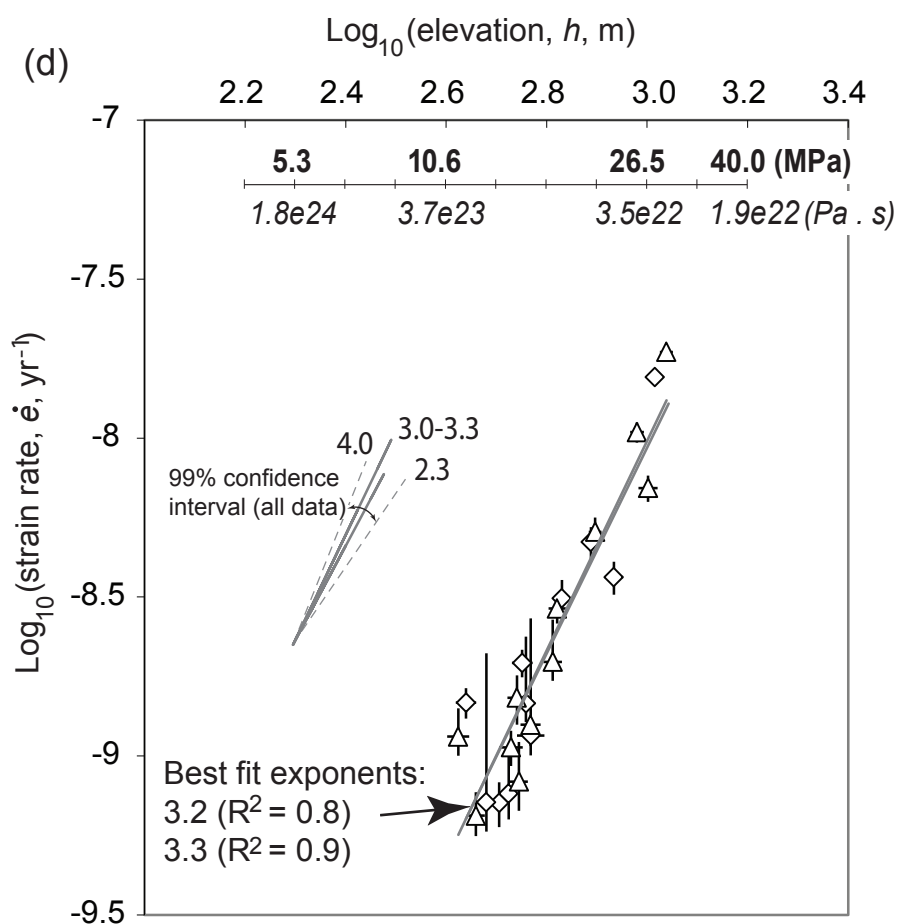 (d)
Log10(elevation, h, m)
2.2 2.4 2.6 2.8 3.0 3.2 3.4
-7
5.3 10.6 26.5 40.0 (MPa)
1.8e24 3.7e23 3.5e22 1.9e22 (Pa . s)
-7.5
Log10(strain rate, ė, yr-1)
-8
4.0 3.0-3.3
2.3
99% confidence
interval (all data)
-8.5
-9
Best fit exponents:
3.2 (R2 = 0.8)
3.3 (R2 = 0.9)
-9.5